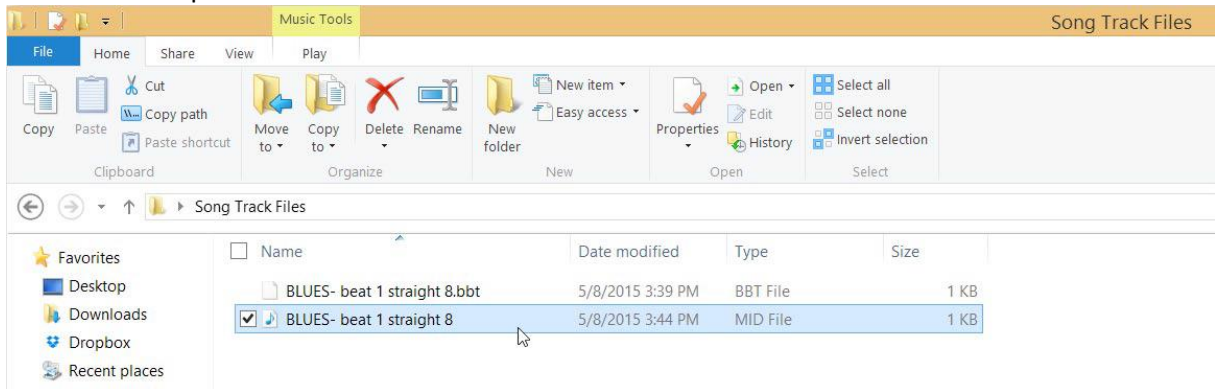 Music Tools
Song Track Files
File Home Share View Play
Copy
Paste
Cut
Copy path
Paste shortcut
Clipboard
Move to
Copy to
Delete
Rename
Organize
New folder
New item
Easy access
New
Properties
Open
Edit
History
Open
Select all
Select none
Invert selection
Select
Song Track Files
Favorites
Desktop
Downloads
Dropbox
Recent places
Name Date modified Type Size
BLUES- beat 1 straight 8.bbt 5/8/2015 3:39 PM BBT File 1 KB
BLUES- beat 1 straight 8 5/8/2015 3:44 PM MID File 1 KB